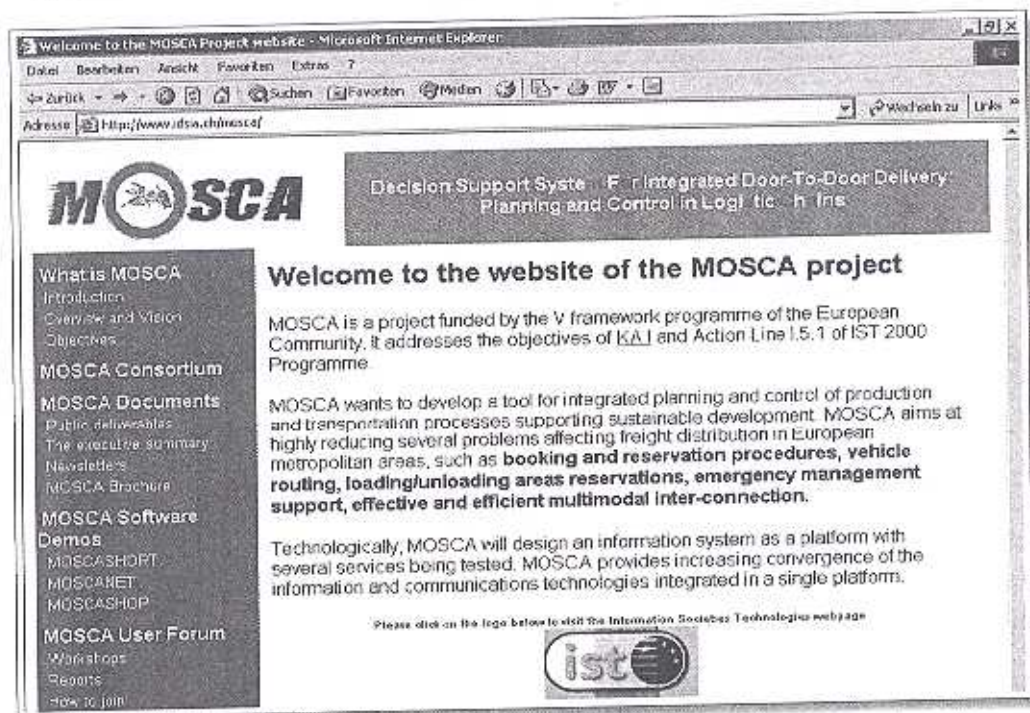 Welcome to the MOSCA Project website - Microsoft Internet Explorer
Datei Bearbeiten Ansicht Favoriten Extras ?
Zurück Suchen Favoriten Medien
Adresse http://www.idsia.ch/mosca/ Wechseln zu Links »
MOSCA
Decision Support Syste F r Integrated Door-To-Door Delivery:
Planning and Control in Logi tic h ins
What is MOSCA
Introduction
Overview and Vision
Objectives
MOSCA Consortium
MOSCA Documents
Public deliverables
The executive summary
Newsletters
MOSCA Brochure
MOSCA Software
Demos
MOSCASHORT
MOSCANET
MOSCASHOP
MOSCA User Forum
Workshops
Reports
How to join
Welcome to the website of the MOSCA project
MOSCA is a project funded by the V framework programme of the European
Community. It addresses the objectives of KA I and Action Line I.5.1 of IST 2000
Programme
MOSCA wants to develop a tool for integrated planning and control of production
and transportation processes supporting sustainable development. MOSCA aims at
highly reducing several problems affecting freight distribution in European
metropolitan areas, such as booking and reservation procedures, vehicle
routing, loading/unloading areas reservations, emergency management
support, effective and efficient multimodal inter-connection.
Technologically, MOSCA will design an information system as a platform with
several services being tested. MOSCA provides increasing convergence of the
information and communications technologies integrated in a single platform.
Please click on the logo below to visit the Information Societies Technologies webpage
ist